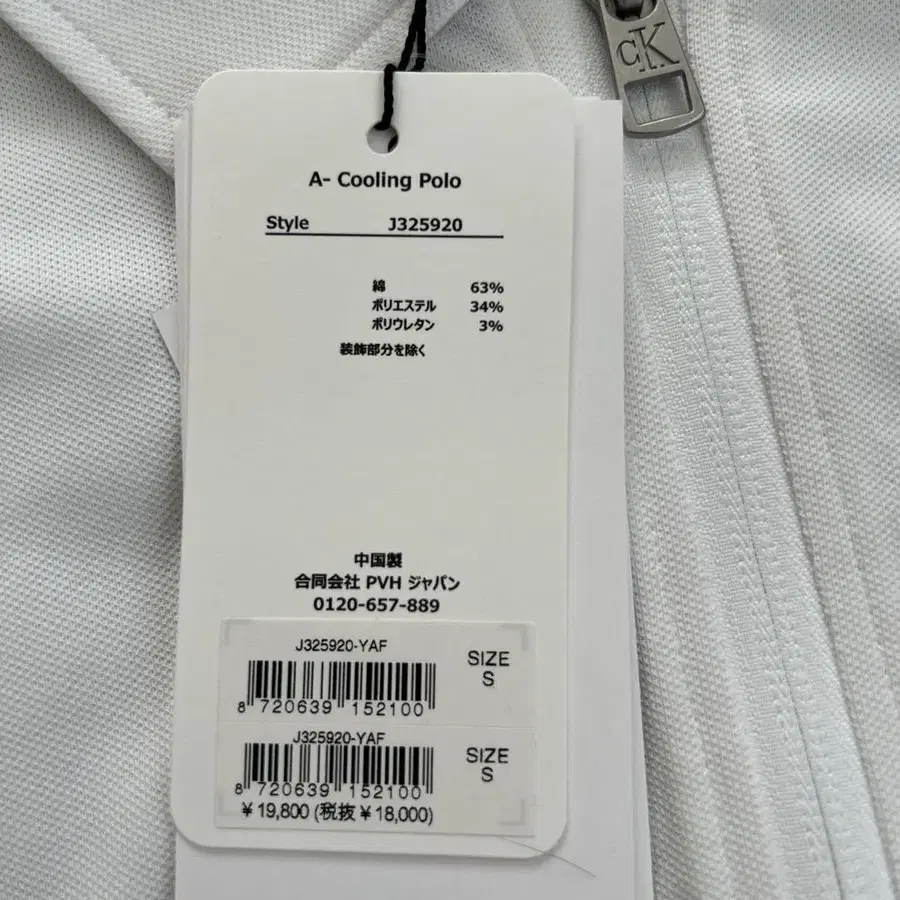 CK
A- Cooling Polo
Style J325920
綿 63%
ポリエステル 34%
ポリウレタン 3%
装飾部分を除く
中国製
合同会社 PVH ジャパン
0120-657-889
J325920-YAF
SIZE
S
8 720639 152100
J325920-YAF
SIZE
S
8 720639 152100
¥19,800 (税抜 ¥18,000)